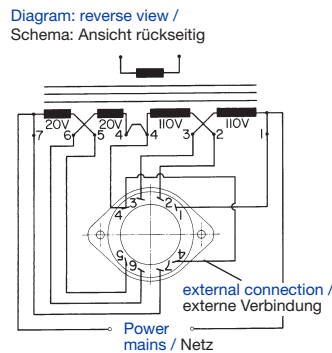 Diagram: reverse view /
Schema: Ansicht rückseitig
20V 20V 110V 110V
7 6 5 4 4 3 2 1
3 2
4 1
5 4
6 7
external connection /
externe Verbindung
Power
mains / Netz